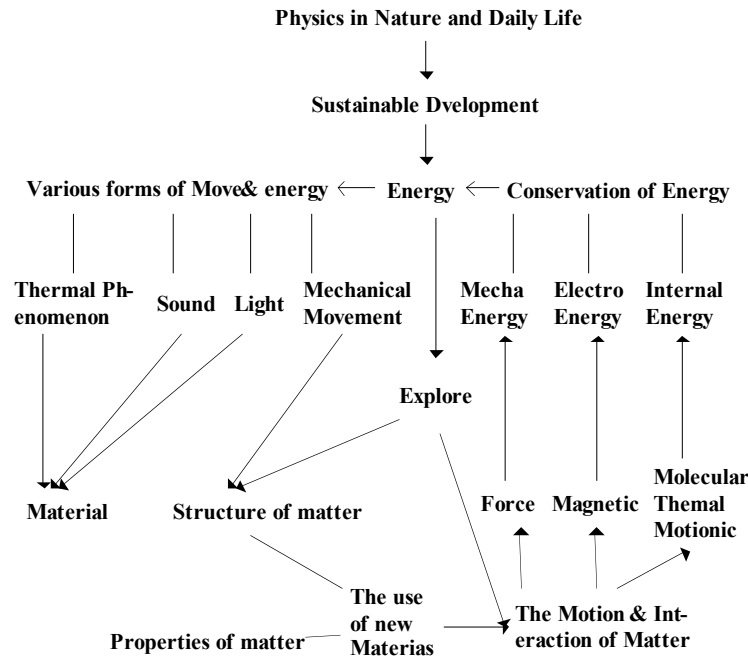 Physics in Nature and Daily Life
Sustainable Dvelopment
Various forms of Move& energy
Energy
Conservation of Energy
Thermal Ph-
enomenon
Sound
Light
Mechanical
Movement
Mecha
Energy
Electro
Energy
Internal
Energy
Explore
Material
Structure of matter
Force
Magnetic
Molecular
Themal
Motionic
Properties of matter
The use
of new
Materias
The Motion & Int-
eraction of Matter